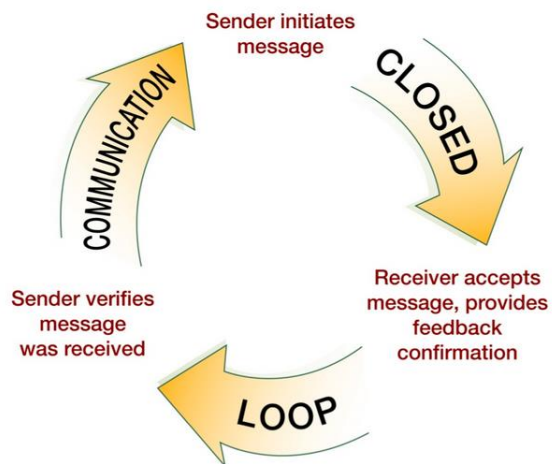 Sender initiates
message
CLOSED
Receiver accepts
message, provides
feedback
confirmation
LOOP
Sender verifies
message
was received
COMMUNICATION